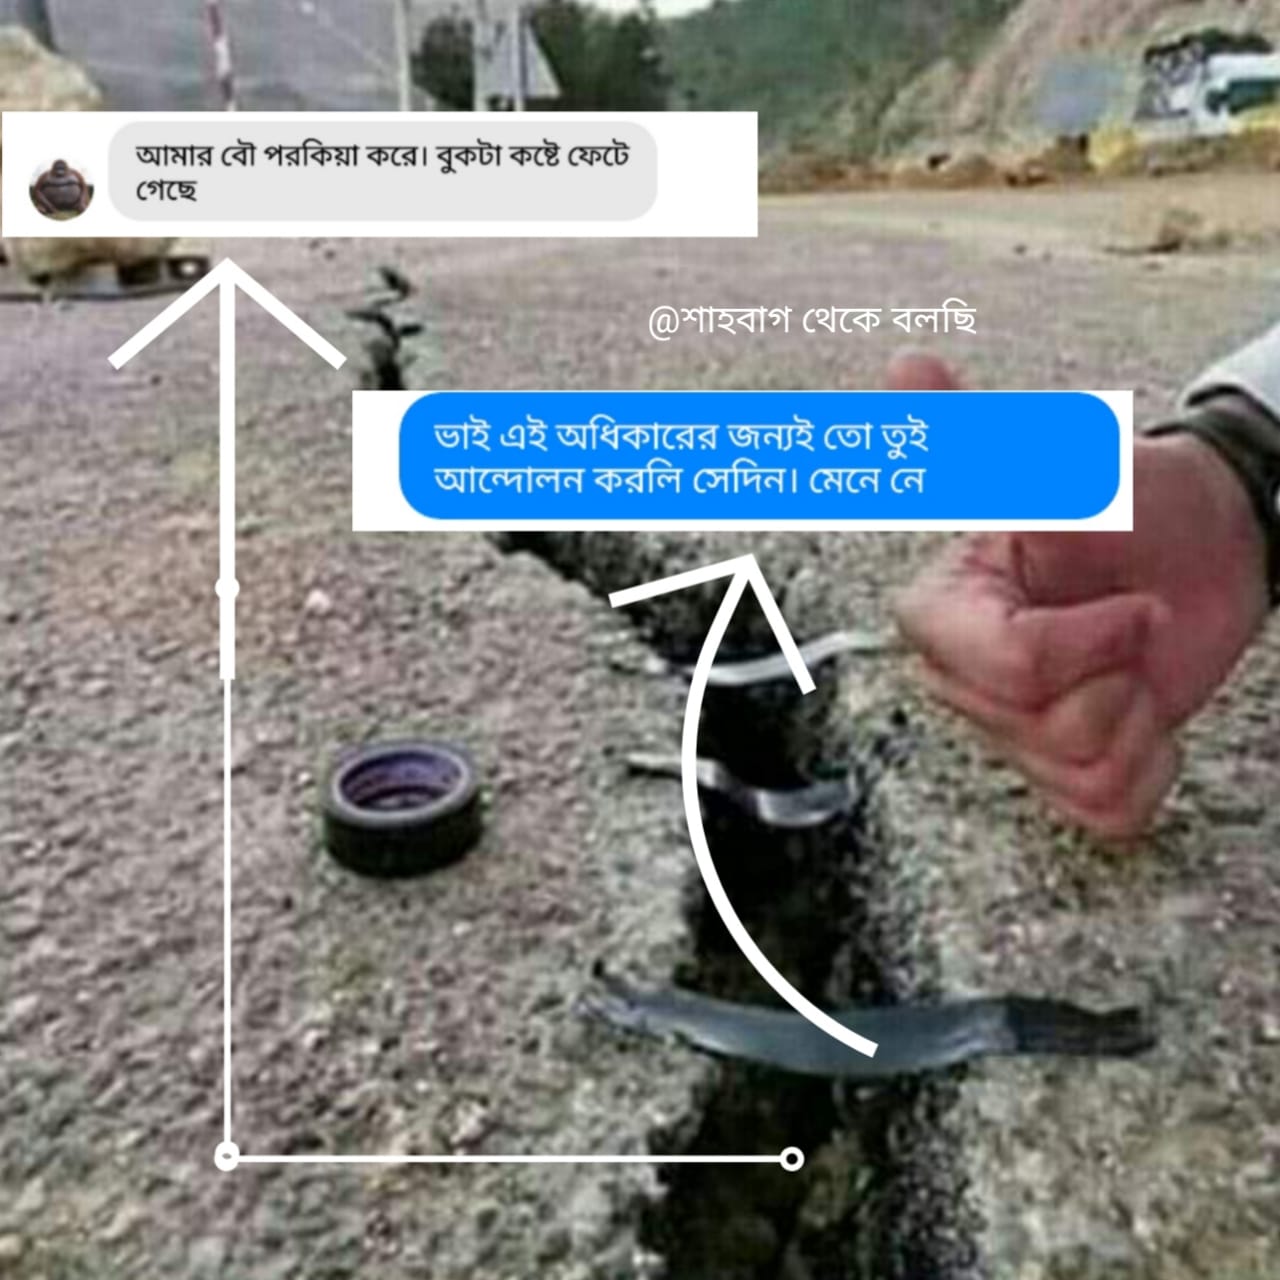 আমার বৌ পরকিয়া করে। বুকটা কষ্টে ফেটে
গেছে
@শাহবাগ থেকে বলছি
ভাই এই অধিকারের জন্যই তো তুই
আন্দোলন করলি সেদিন। মেনে নে